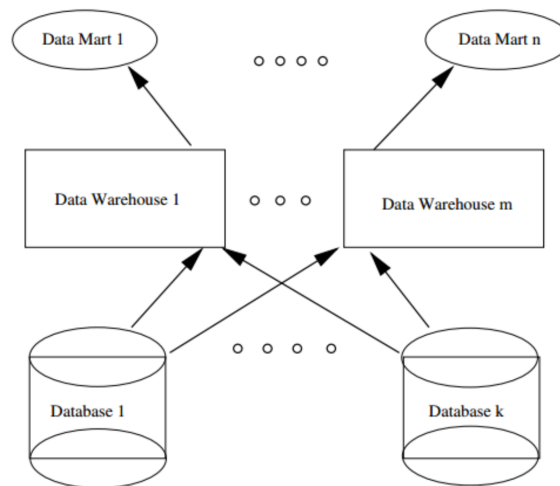 Data Mart 1
Data Mart n
Data Warehouse 1
Data Warehouse m
Database 1
Database k